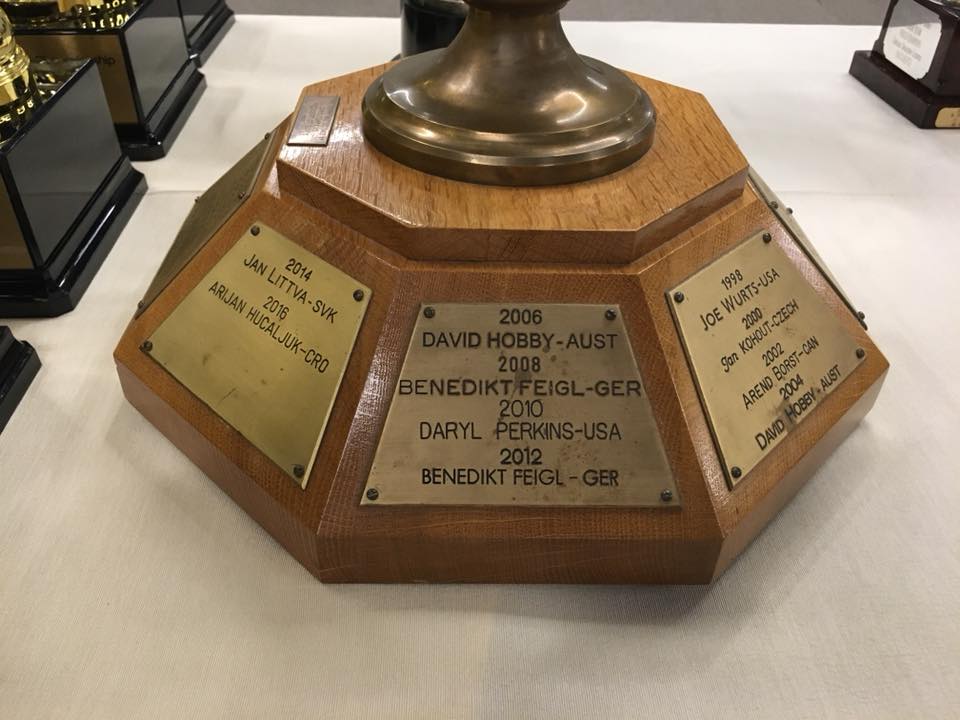 2014
JAN LITTVA-SVK
2016
ARIJAN HUCALJUK-CRO
2006
DAVID HOBBY-AUST
2008
BENEDIKT FEIGL-GER
2010
DARYL PERKINS-USA
2012
BENEDIKT FEIGL-GER
1998
JOE WURTS-USA
2000
Jan KOHOUT-CZECH
2002
AREND BORST-CAN
2004
DAVID HOBBY-AUST